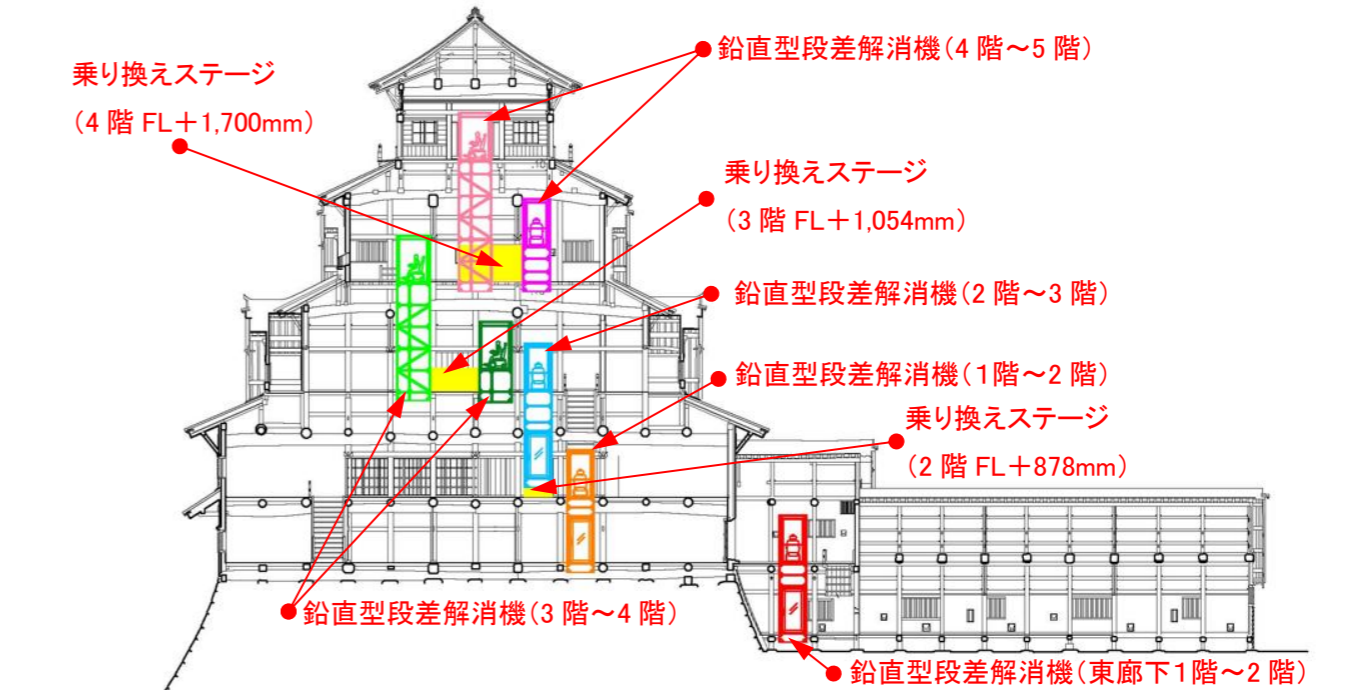 鉛直型段差解消機(4 階～5 階)
乗り換えステージ
(4 階 FL＋1,700mm)
乗り換えステージ
(3 階 FL＋1,054mm)
鉛直型段差解消機(2 階～3 階)
鉛直型段差解消機(1階～2 階)
乗り換えステージ
(2 階 FL＋878mm)
鉛直型段差解消機(3 階～4 階)
鉛直型段差解消機(東廊下1階～2 階)